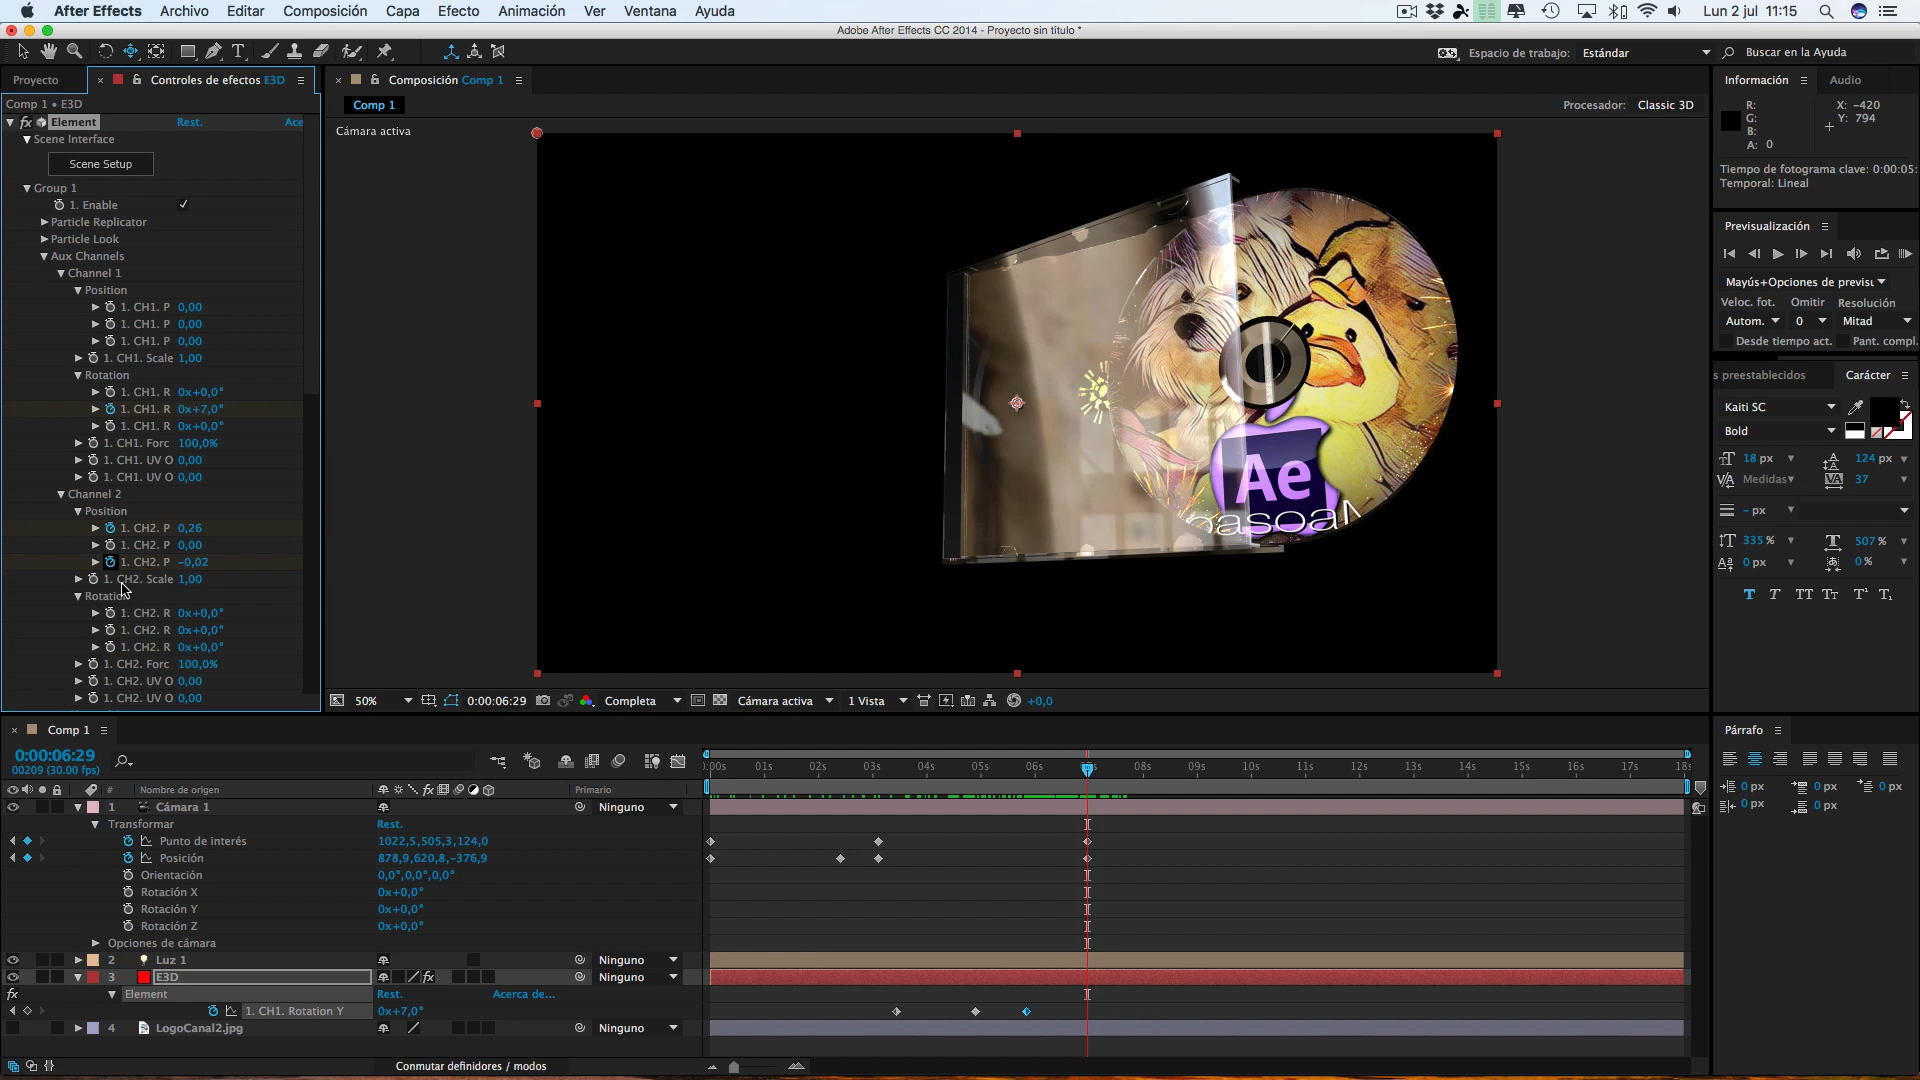 After Effects Archivo Editar Composición Capa Efecto Animación Ver Ventana Ayuda Lun 2 jul 11:15
Adobe After Effects CC 2014 - Proyecto sin título *
Espacio de trabajo: Estándar Buscar en la Ayuda
Proyecto Controles de efectos E3D
Composición Comp 1
Información Audio
Comp 1 • E3D
Comp 1
Procesador: Classic 3D
Cámara activa
R: X: -420
G: Y: 794
B:
A: 0
Tiempo de fotograma clave: 0:00:05:
Temporal: Lineal
fx Element Rest. Ace
Scene Interface
Scene Setup
Group 1
1. Enable
Particle Replicator
Particle Look
Aux Channels
Channel 1
Position
1. CH1. P 0,00
1. CH1. P 0,00
1. CH1. P 0,00
1. CH1. Scale 1,00
Rotation
1. CH1. R 0x+0,0°
1. CH1. R 0x+7,0°
1. CH1. R 0x+0,0°
1. CH1. Forc 100,0%
1. CH1. UV O 0,00
1. CH1. UV O 0,00
Channel 2
Position
1. CH2. P 0,26
1. CH2. P 0,00
1. CH2. P -0,02
1. CH2. Scale 1,00
Rotation
1. CH2. R 0x+0,0°
1. CH2. R 0x+0,0°
1. CH2. R 0x+0,0°
1. CH2. Forc 100,0%
1. CH2. UV O 0,00
1. CH2. UV O 0,00
Ae
50% 0:00:06:29 Completa Cámara activa 1 Vista +0,0
Previsualización
Mayús+Opciones de previsu
Veloc. fot. Omitir Resolución
Autom. 0 Mitad
Desde tiempo act. Pant. compl.
s preestablecidos Carácter
Kaiti SC
Bold
18 px 124 px
Medidas 37
- px
335 % 507 %
0 px 0 %
T T TT Tt T¹ T₁
Comp 1
0:00:06:29
00209 (30.00 fps)
:00s 01s 02s 03s 04s 05s 06s 08s 09s 10s 11s 12s 13s 14s 15s 16s 17s 18s
# Nombre de origen fx Primario
1 Cámara 1 Ninguno
Transformar Rest.
Punto de interés 1022,5,505,3,124,0
Posición 878,9,620,8,-376,9
Orientación 0,0°,0,0°,0,0°
Rotación X 0x+0,0°
Rotación Y 0x+0,0°
Rotación Z 0x+0,0°
Opciones de cámara
2 Luz 1 Ninguno
3 E3D fx Ninguno
fx Element Rest. Acerca de...
1. CH1. Rotation Y 0x+7,0°
4 LogoCanal2.jpg Ninguno
Conmutar definidores / modos
Párrafo
0 px 0 px 0 px
0 px 0 px